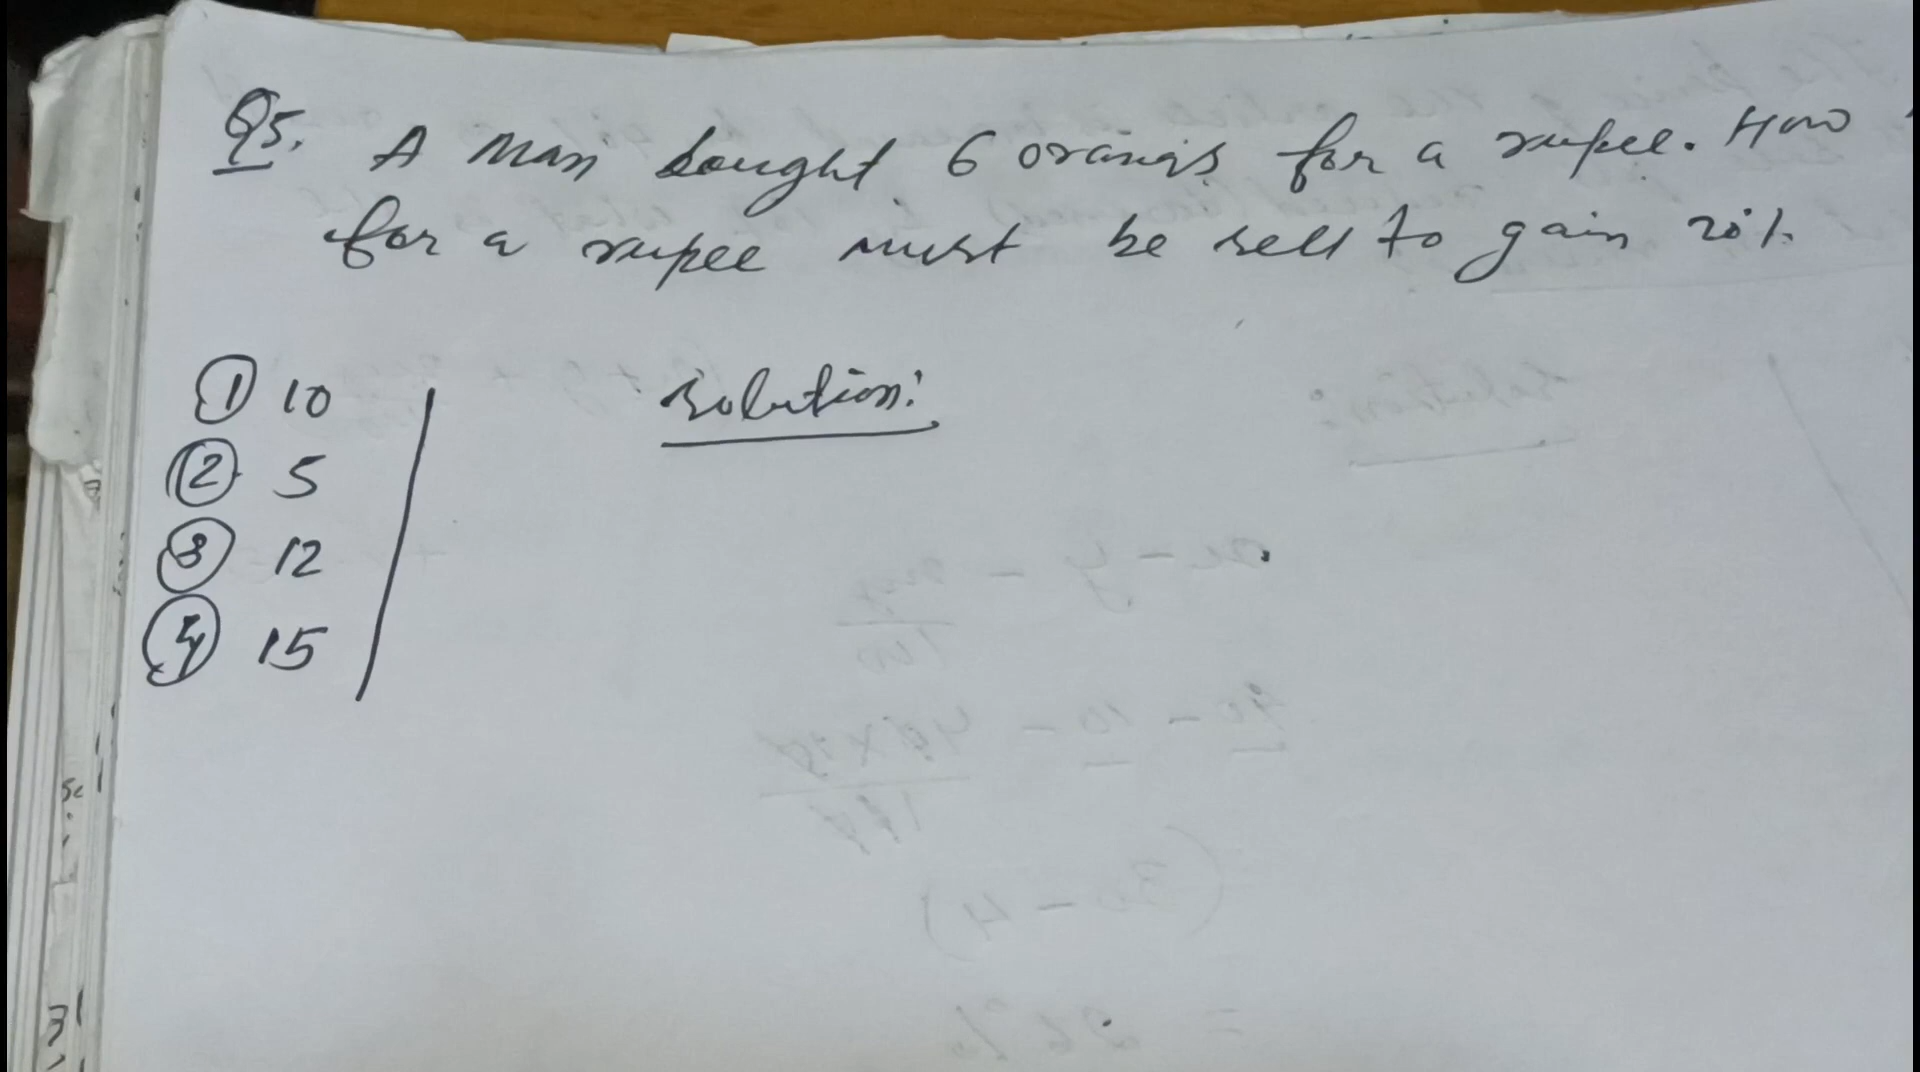 Q5. A Man bought 6 oranges for a rupee. How
for a rupee must be sell to gain 20%
① 10
② 5
③ 12
④ 15
Solution: